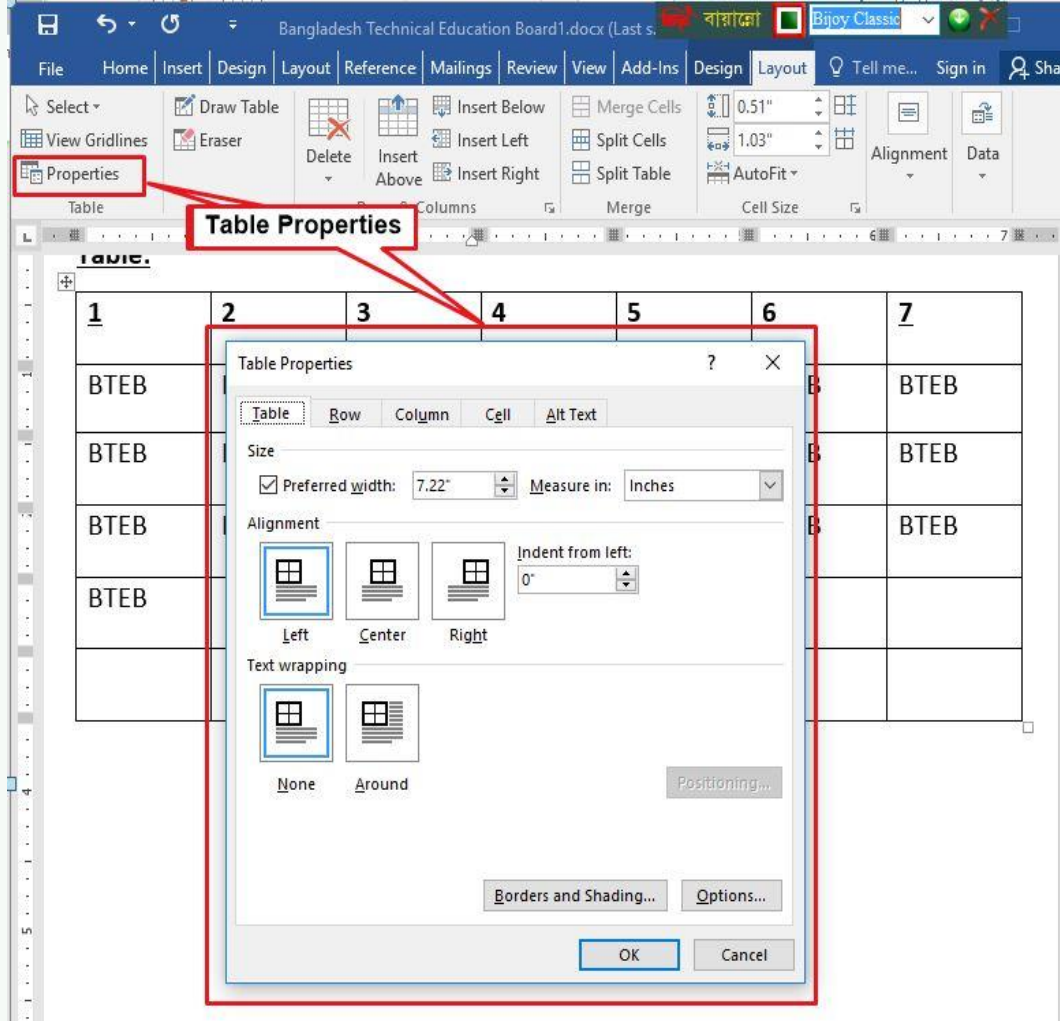 Bangladesh Technical Education Board1.docx (Last s.
বায়ান্নো
Bijoy Classic
File Home Insert Design Layout Reference Mailings Review View Add-Ins Design Layout Tell me... Sign in Sha
Select Draw Table Insert Below Merge Cells 0.51"
View Gridlines Eraser Delete Insert Above Insert Left Split Cells 1.03" Alignment Data
Properties Insert Right Split Table AutoFit
Table Columns Merge Cell Size
Table Properties
6 7
Table:
1 2 3 4 5 6 7
Table Properties ?
BTEB B BTEB
Table Row Column Cell Alt Text
Size
BTEB B BTEB
Preferred width: 7.22" Measure in: Inches
Alignment
BTEB B BTEB
Indent from left:
0"
BTEB
Left Center Right
Text wrapping
None Around
Positioning...
Borders and Shading... Options...
OK Cancel